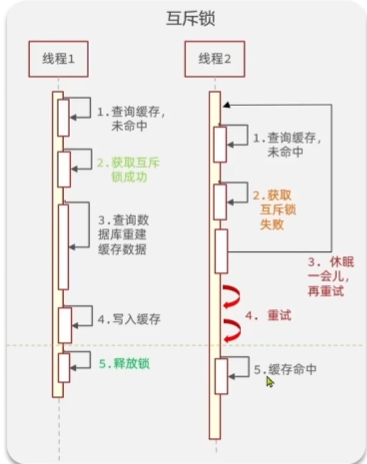 互斥锁
线程1
线程2
1.查询缓存,
未命中
2.获取互斥
锁成功
3.查询数
据库重建
缓存数据
4.写入缓存
5.释放锁
1.查询缓存,
未命中
2.获取
互斥锁
失败
3. 休眠
一会儿,
再重试
4. 重试
5.缓存命中